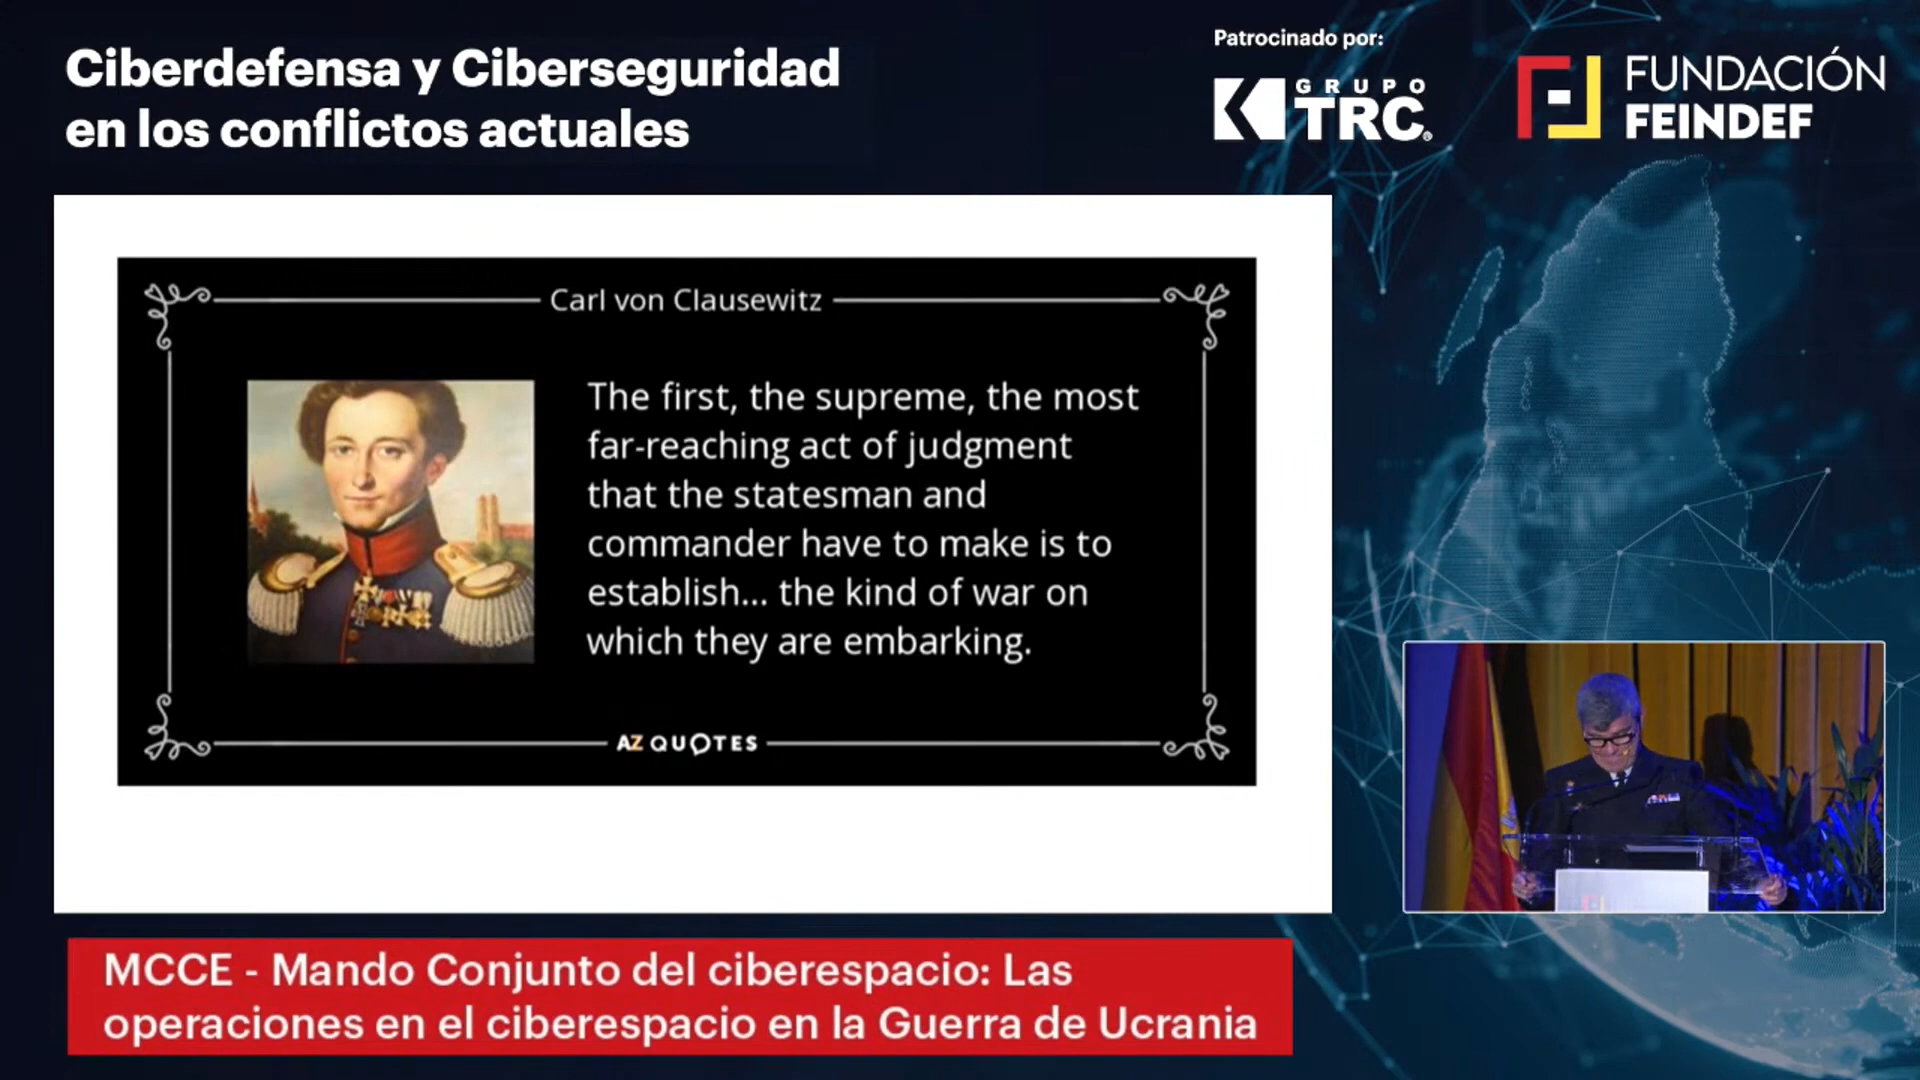 Ciberdefensa y Ciberseguridad
en los conflictos actuales
Patrocinado por:
GRUPO
TRC®
FUNDACIÓN
FEINDEF
Carl von Clausewitz
The first, the supreme, the most
far-reaching act of judgment
that the statesman and
commander have to make is to
establish... the kind of war on
which they are embarking.
AZ QUOTES
MCCE - Mando Conjunto del ciberespacio: Las
operaciones en el ciberespacio en la Guerra de Ucrania